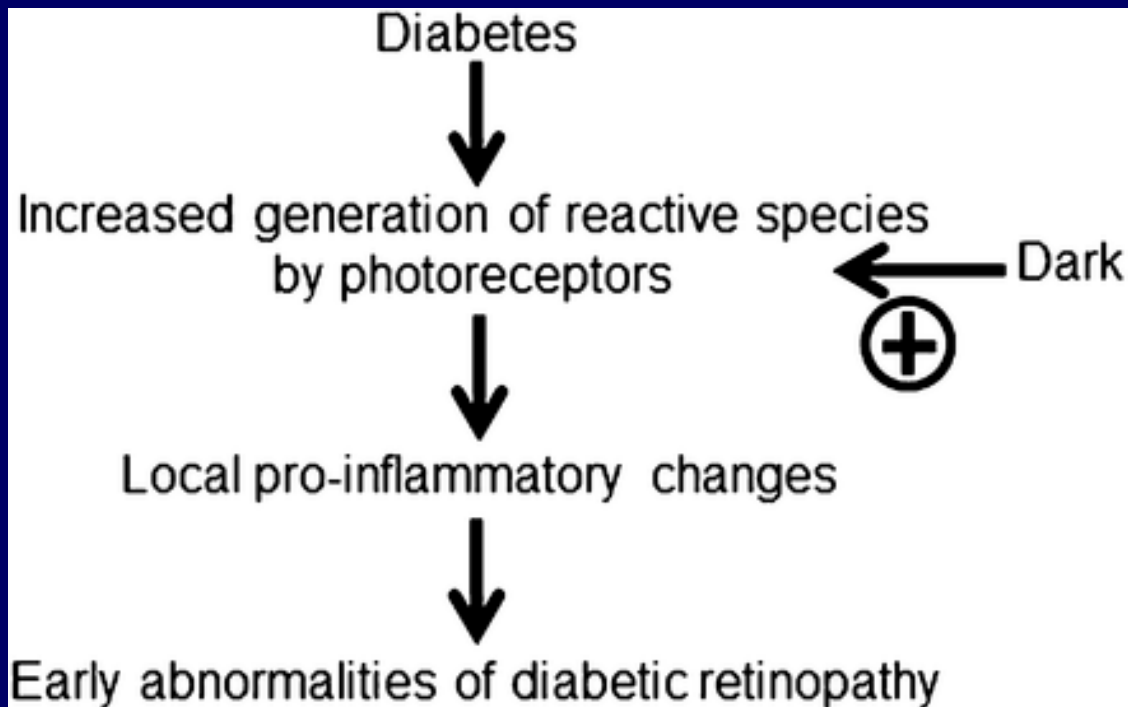 Diabetes
Increased generation of reactive species
by photoreceptors
Dark
+
Local pro-inflammatory changes
Early abnormalities of diabetic retinopathy